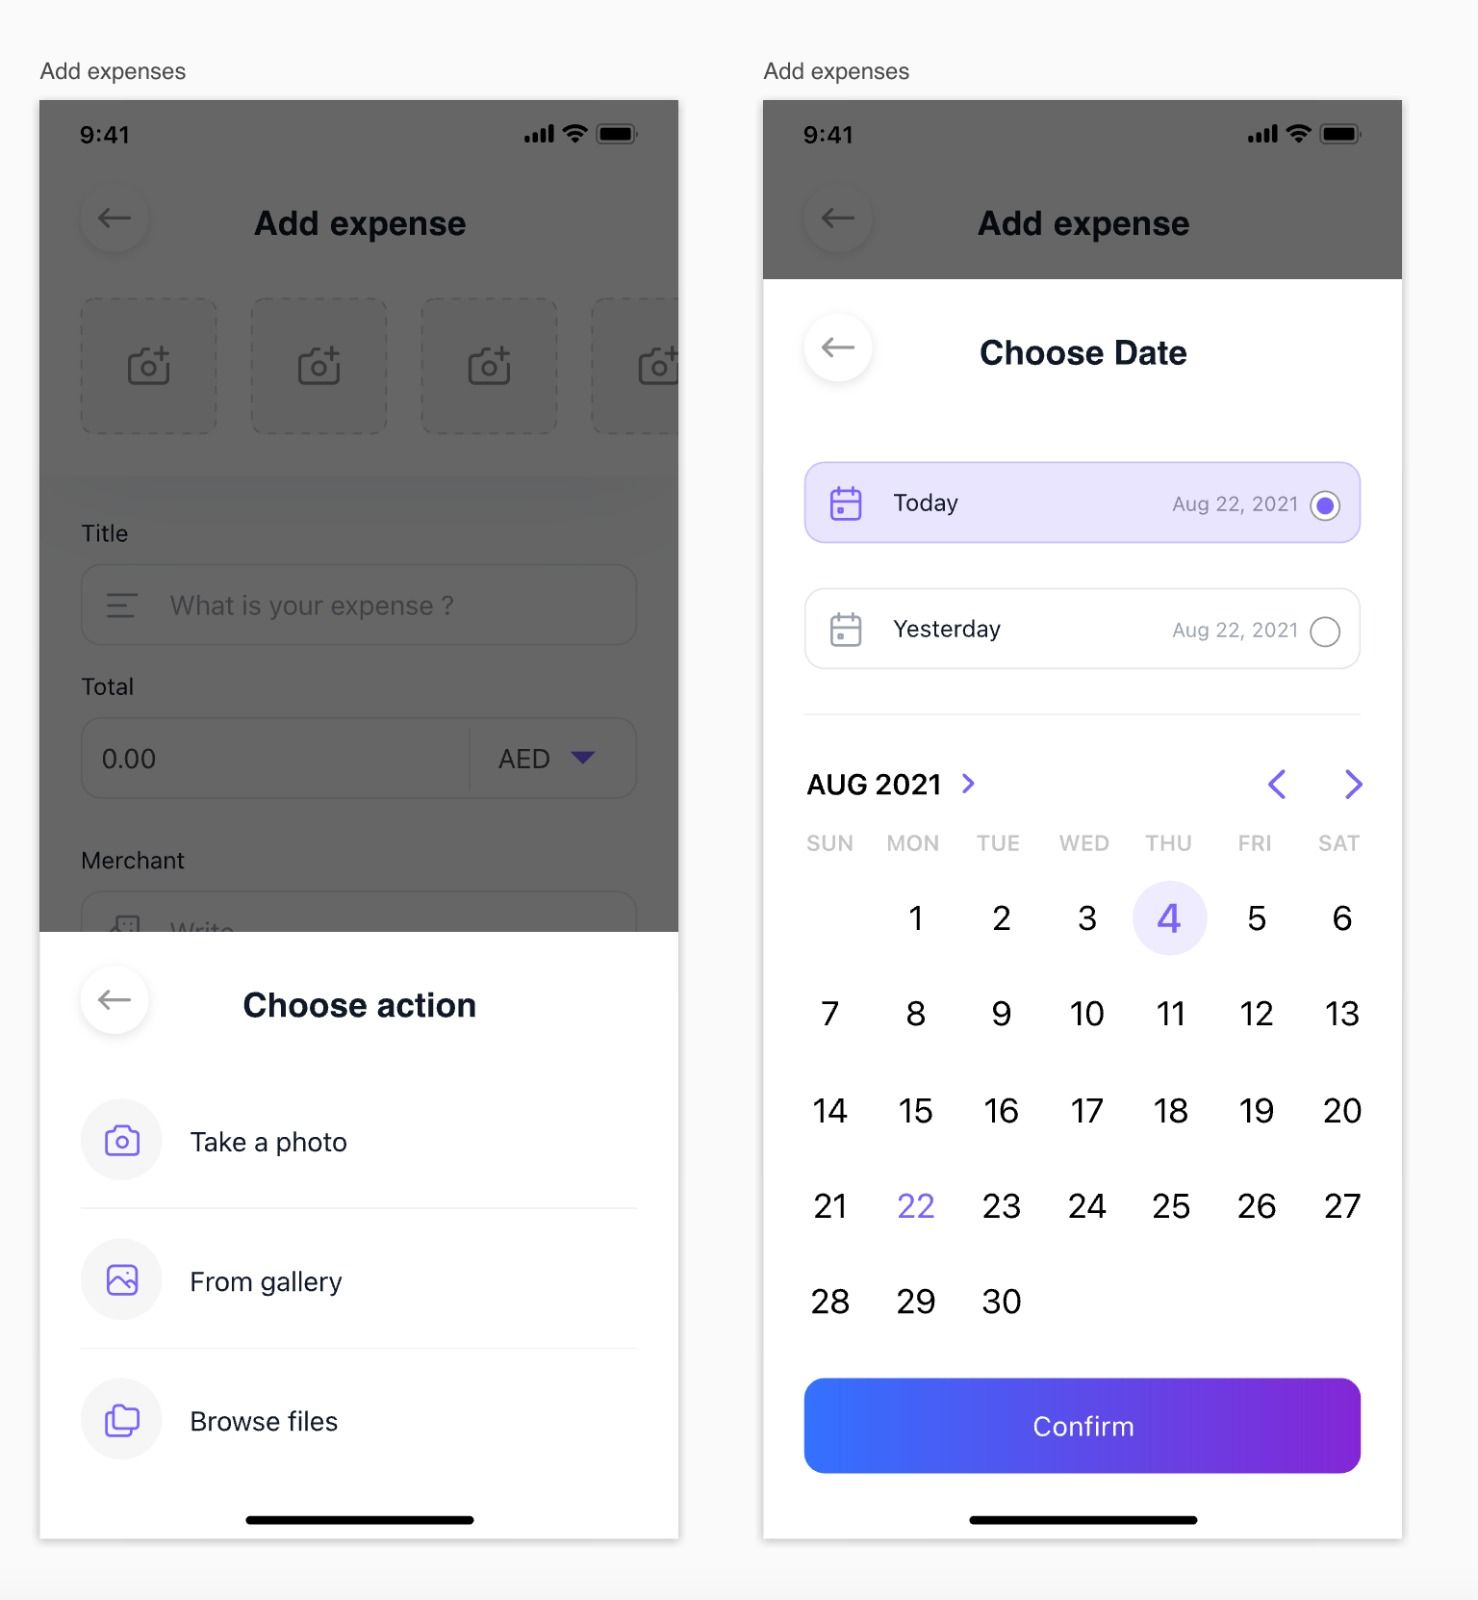 Add expenses
9:41
Add expense
Title
What is your expense ?
Total
0.00 AED
Merchant
Write
Choose action
Take a photo
From gallery
Browse files
Add expenses
9:41
Add expense
Choose Date
Today Aug 22, 2021
Yesterday Aug 22, 2021
AUG 2021
SUN MON TUE WED THU FRI SAT
1 2 3 4 5 6
7 8 9 10 11 12 13
14 15 16 17 18 19 20
21 22 23 24 25 26 27
28 29 30
Confirm